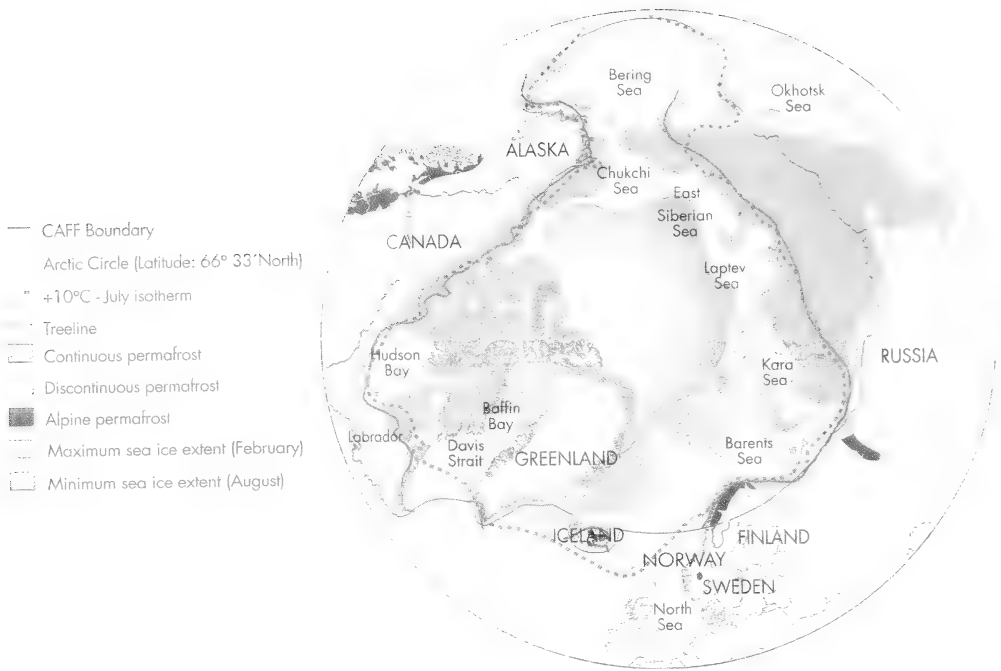 CAFF Boundary
Arctic Circle (Latitude: 66° 33´North)
+10°C - July isotherm
Treeline
Continuous permafrost
Discontinuous permafrost
Alpine permafrost
Maximum sea ice extent (February)
Minimum sea ice extent (August)
Bering
Sea
Okhotsk
Sea
ALASKA
Chukchi
Sea
East
Siberian
Sea
CANADA
Laptev
Sea
Hudson
Bay
RUSSIA
Kara
Sea
Baffin
Bay
Labrador
Davis
Strait
GREENLAND
Barents
Sea
ICELAND
FINLAND
NORWAY
SWEDEN
North
Sea